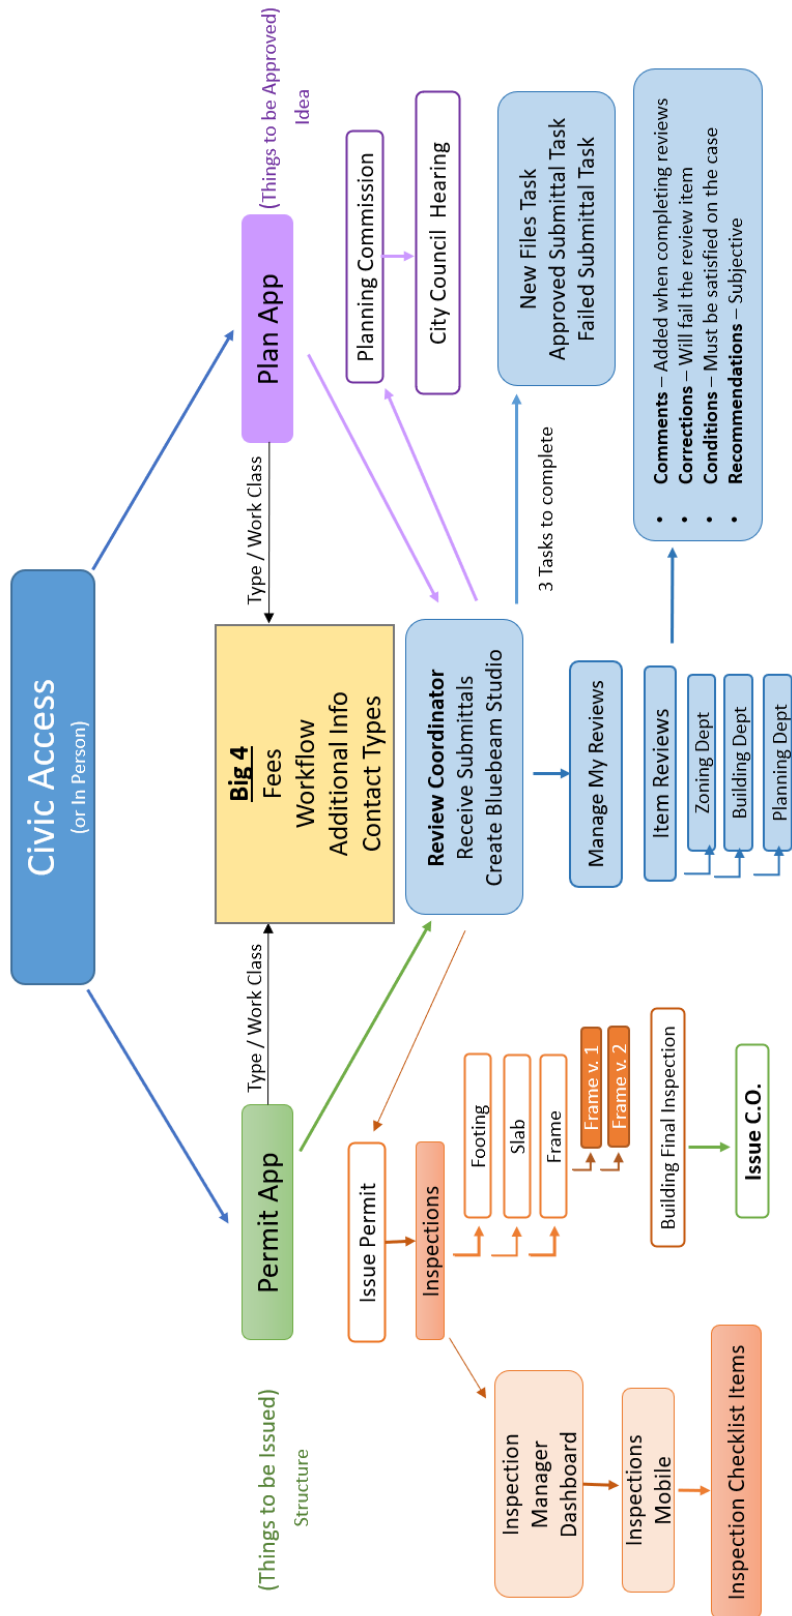 Civic Access
(or In Person)
(Things to be Issued)
Structure
Permit App
Type / Work Class
Big 4
Fees
Workflow
Additional Info
Contact Types
Type / Work Class
Plan App
(Things to be Approved)
Idea
Issue Permit
Inspections
Footing
Slab
Frame
Frame v. 1
Frame v. 2
Building Final Inspection
Issue C.O.
Inspection
Manager
Dashboard
Inspections
Mobile
Inspection Checklist Items
Review Coordinator
Receive Submittals
Create Bluebeam Studio
Manage My Reviews
Item Reviews
Zoning Dept
Building Dept
Planning Dept
Planning Commission
City Council  Hearing
3 Tasks to complete
New Files Task
Approved Submittal Task
Failed Submittal Task
• Comments – Added when completing reviews
• Corrections – Will fail the review item
• Conditions – Must be satisfied on the case
• Recommendations – Subjective